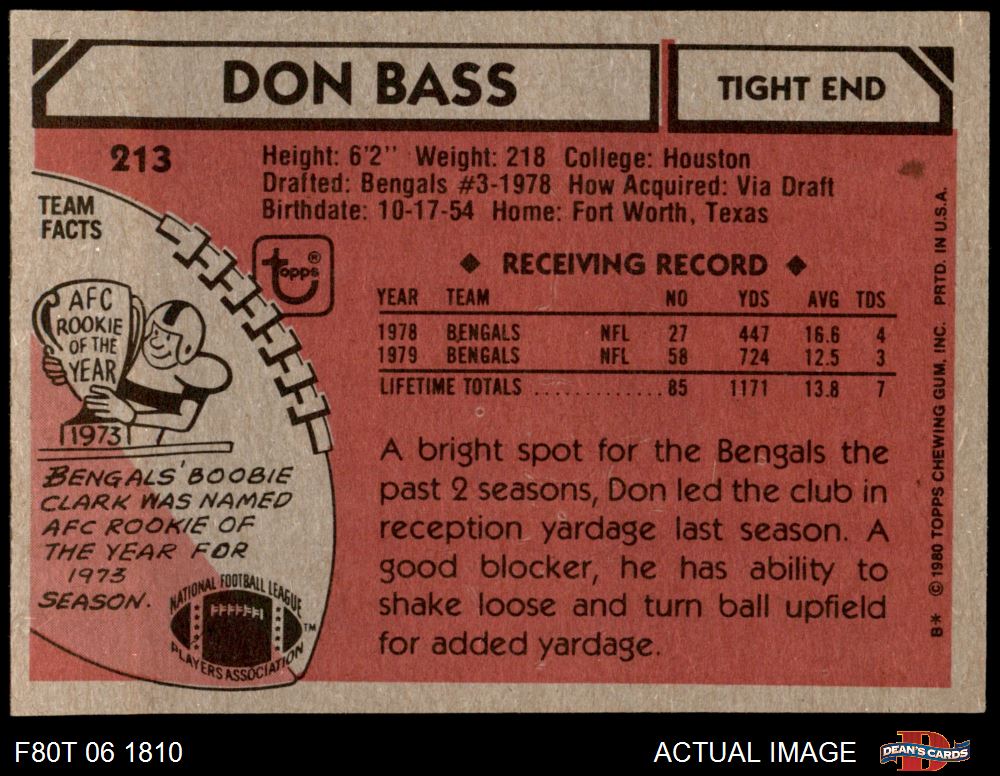 DON BASS
TIGHT END
213
Height: 6'2" Weight: 218 College: Houston
Drafted: Bengals #3-1978 How Acquired: Via Draft
Birthdate: 10-17-54 Home: Fort Worth, Texas
TEAM
FACTS
topps®
AFC
ROOKIE
OF THE
YEAR
1973
BENGALS' BOOBIE
CLARK WAS NAMED
AFC ROOKIE OF
THE YEAR FOR
1973
SEASON.
NATIONAL FOOTBALL LEAGUE
PLAYERS ASSOCIATION
TM
◆ RECEIVING RECORD ◆
YEAR TEAM NO YDS AVG TDS
1978 BENGALS NFL 27 447 16.6 4
1979 BENGALS NFL 58 724 12.5 3
LIFETIME TOTALS ............. 85 1171 13.8 7
A bright spot for the Bengals the
past 2 seasons, Don led the club in
reception yardage last season. A
good blocker, he has ability to
shake loose and turn ball upfield
for added yardage.
B* © 1980 TOPPS CHEWING GUM, INC. PRTD. IN U.S.A.
F80T 06 1810
ACTUAL IMAGE
D
DEAN'S CARDS